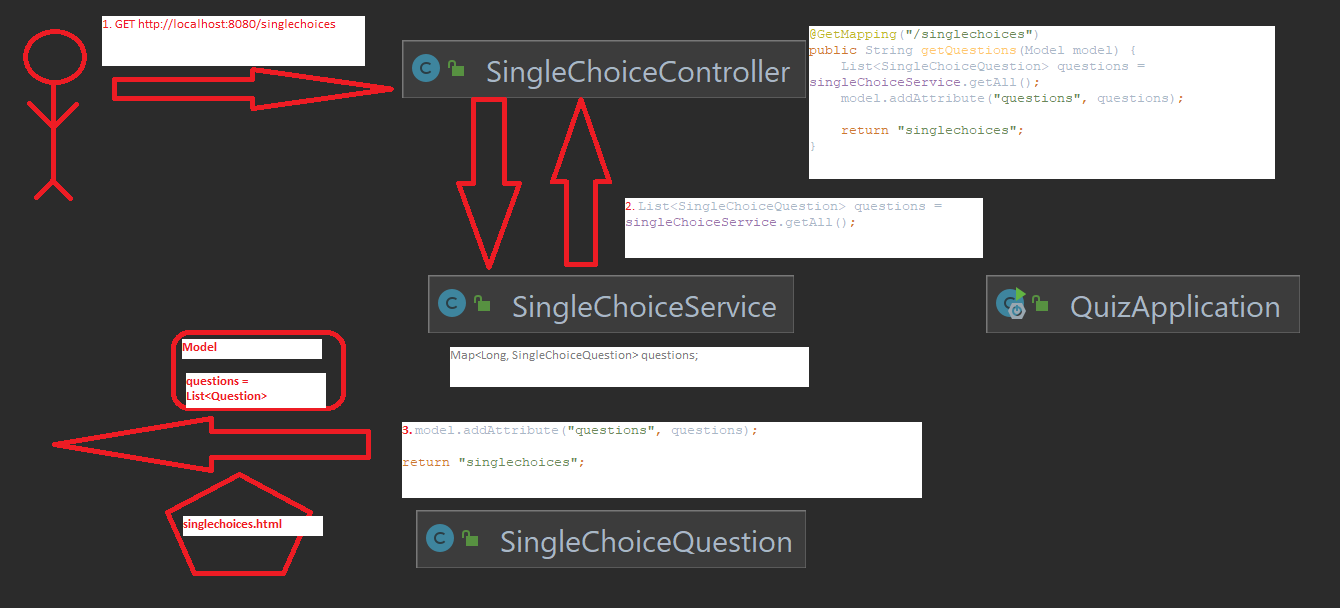 1. GET http://localhost:8080/singlechoices
C SingleChoiceController
@GetMapping("/singlechoices")
public String getQuestions(Model model) {
List<SingleChoiceQuestion> questions =
singleChoiceService.getAll();
model.addAttribute("questions", questions);
return "singlechoices";
}
2. List<SingleChoiceQuestion> questions =
singleChoiceService.getAll();
C SingleChoiceService
C QuizApplication
Map<Long, SingleChoiceQuestion> questions;
Model
questions =
List<Question>
3. model.addAttribute("questions", questions);
return "singlechoices";
singlechoices.html
C SingleChoiceQuestion